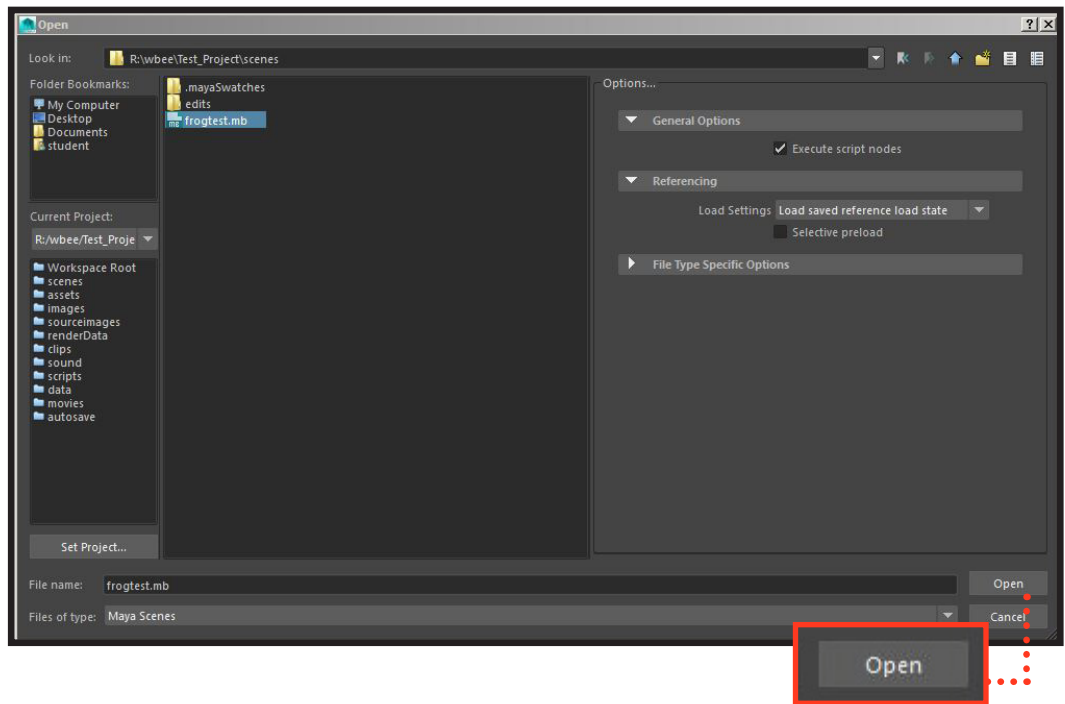 Open
Look in: R:\wbee\Test_Project\scenes
Folder Bookmarks:
My Computer
Desktop
Documents
student
Current Project:
R:/wbee/Test_Proje
Workspace Root
scenes
assets
images
sourceimages
renderData
clips
sound
scripts
data
movies
autosave
Set Project...
.mayaSwatches
edits
frogtest.mb
Options...
General Options
Execute script nodes
Referencing
Load Settings Load saved reference load state
Selective preload
File Type Specific Options
File name: frogtest.mb
Open
Files of type: Maya Scenes
Cancel
Open